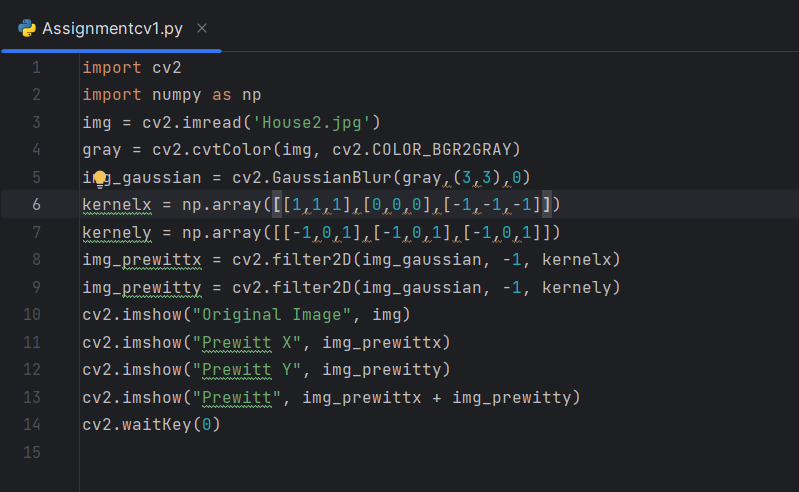 Assignmentcv1.py ×
1 import cv2
2 import numpy as np
3 img = cv2.imread('House2.jpg')
4 gray = cv2.cvtColor(img, cv2.COLOR_BGR2GRAY)
5 img_gaussian = cv2.GaussianBlur(gray,(3,3),0)
6 kernelx = np.array([[1,1,1],[0,0,0],[-1,-1,-1]])
7 kernely = np.array([[-1,0,1],[-1,0,1],[-1,0,1]])
8 img_prewittx = cv2.filter2D(img_gaussian, -1, kernelx)
9 img_prewitty = cv2.filter2D(img_gaussian, -1, kernely)
10 cv2.imshow("Original Image", img)
11 cv2.imshow("Prewitt X", img_prewittx)
12 cv2.imshow("Prewitt Y", img_prewitty)
13 cv2.imshow("Prewitt", img_prewittx + img_prewitty)
14 cv2.waitKey(0)
15